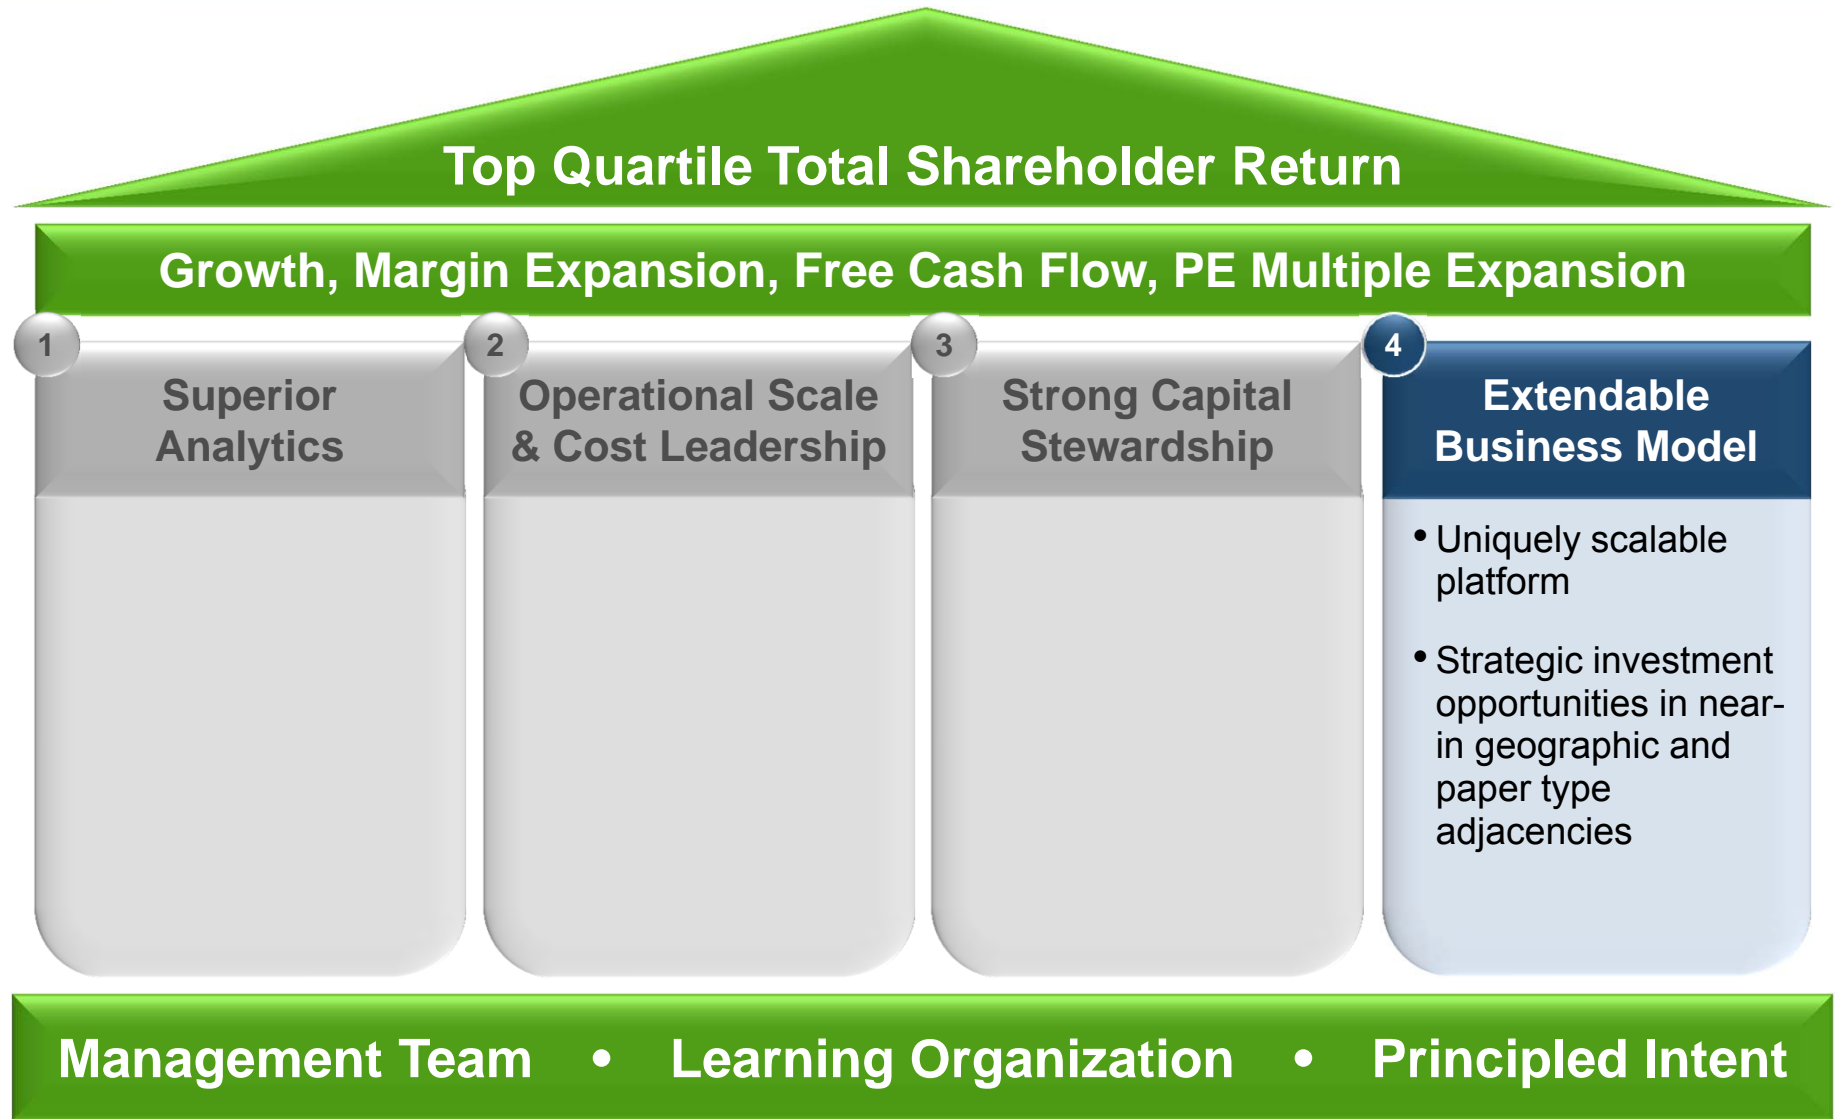 Top Quartile Total Shareholder Return
Growth, Margin Expansion, Free Cash Flow, PE Multiple Expansion
1
Superior
Analytics
2
Operational Scale
& Cost Leadership
3
Strong Capital
Stewardship
4
Extendable
Business Model
• Uniquely scalable
platform
• Strategic investment
opportunities in near-
in geographic and
paper type
adjacencies
Management Team • Learning Organization • Principled Intent